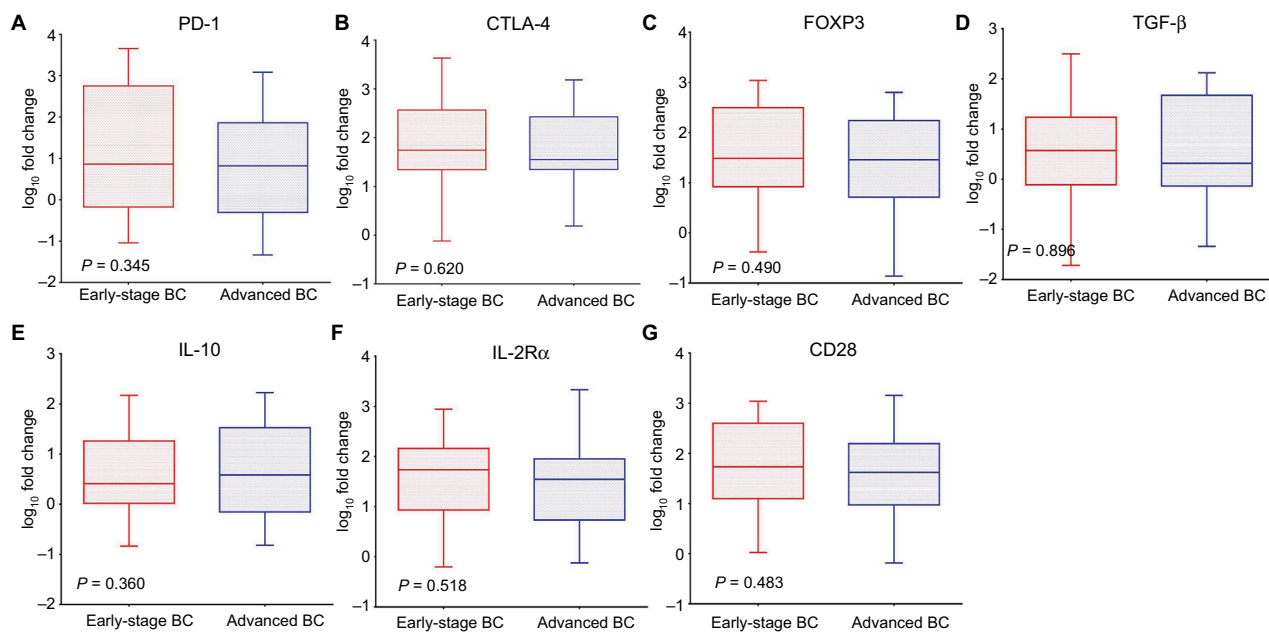 A PD-1
log10 fold change
4
3
2
1
0
–1
–2
P = 0.345
Early-stage BC Advanced BC
B CTLA-4
log10 fold change
4
3
2
1
0
–1
P = 0.620
Early-stage BC Advanced BC
C FOXP3
log10 fold change
4
3
2
1
0
–1
P = 0.490
Early-stage BC Advanced BC
D TGF-β
log10 fold change
3
2
1
0
–1
–2
P = 0.896
Early-stage BC Advanced BC
E IL-10
log10 fold change
3
2
1
0
–1
–2
P = 0.360
Early-stage BC Advanced BC
F IL-2Rα
log10 fold change
4
3
2
1
0
–1
P = 0.518
Early-stage BC Advanced BC
G CD28
log10 fold change
4
3
2
1
0
–1
P = 0.483
Early-stage BC Advanced BC